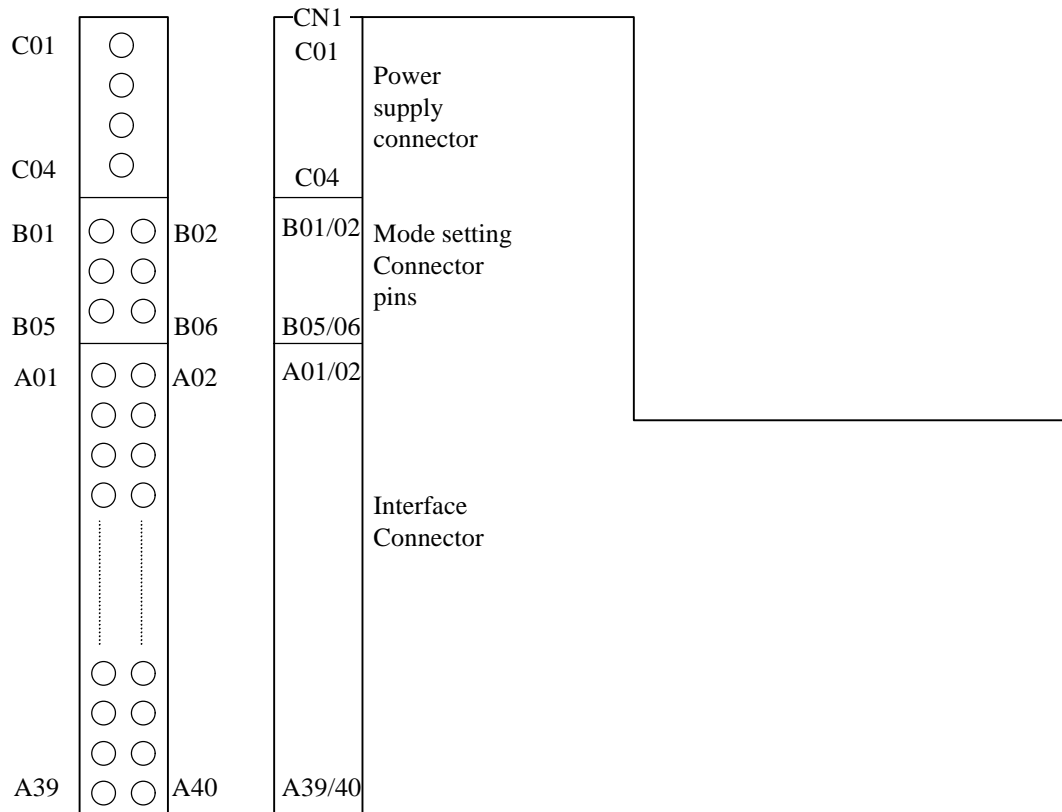 CN1
C01
C01
Power
supply
connector
C04
C04
B01
B02
B01/02
Mode setting
Connector
pins
B05
B06
B05/06
A01
A02
A01/02
Interface
Connector
A39
A40
A39/40